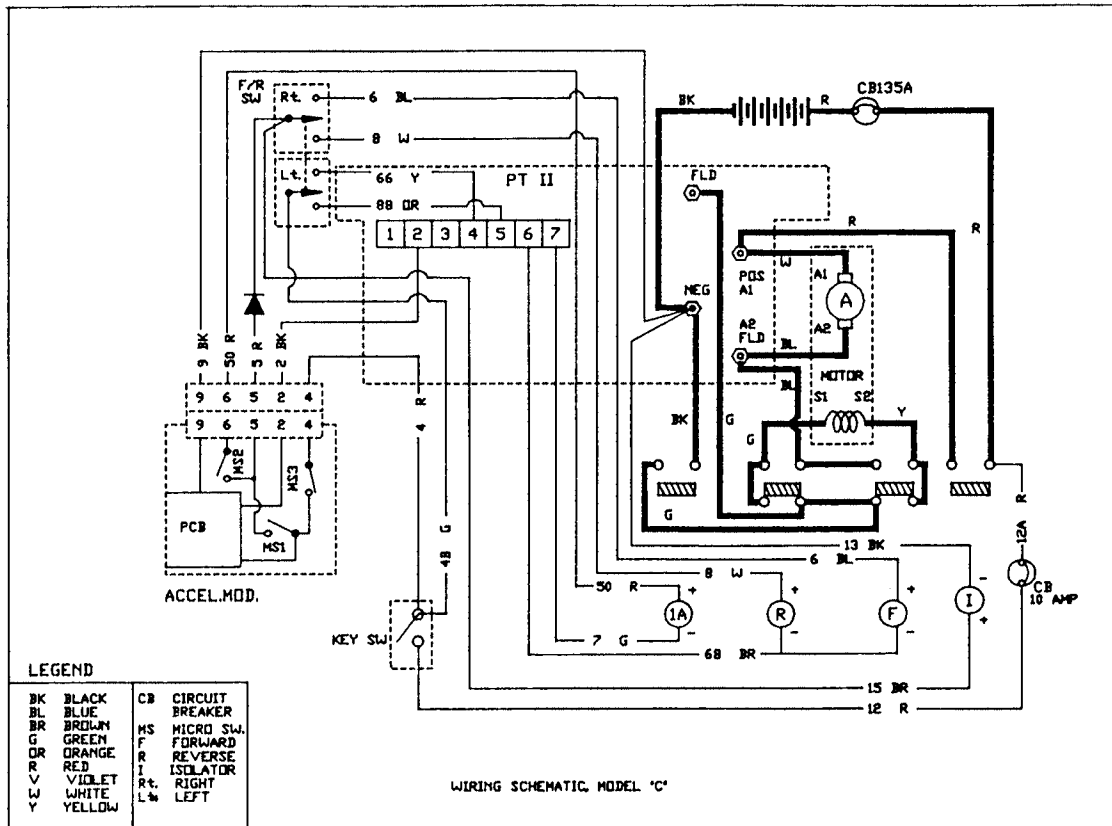 F/R
SW
Rt.
6 BL
8 W
Lt.
66 Y
88 OR
PT II
1 2 3 4 5 6 7
BK
R
CB135A
FLD
R
R
POS
A1
W
A1
A
A2
NEG
A2
FLD
BL
BL
MOTOR
S1 S2
Y
G
G
BK
G
9 BK
50 R
5 R
2 BK
9 6 5 2 4
9 6 5 2 4
MS2
MS3
MS1
PCB
ACCEL.MOD.
4 R
4B G
KEY SW
13 BK
6 BL
8 W
50 R
7 G
68 BR
1A + -
R + -
F + -
I - +
R
12A
CB
10 AMP
15 BR
12 R
LEGEND
BK BLACK
BL BLUE
BR BROWN
G GREEN
OR ORANGE
R RED
V VIOLET
W WHITE
Y YELLOW
CB CIRCUIT
BREAKER
MS MICRO SW.
F FORWARD
R REVERSE
I ISOLATOR
Rt. RIGHT
LEFT
WIRING SCHEMATIC, MODEL "C"